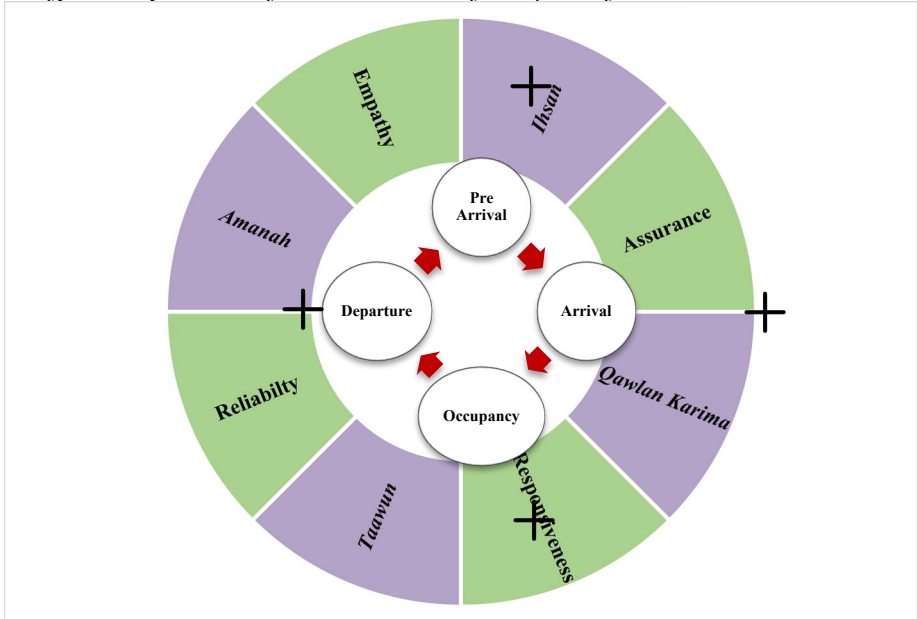 Empathy
Ihsan
Assurance
Qawlan Karima
Responsiveness
Taawun
Reliabilty
Amanah
Pre
Arrival
Arrival
Occupancy
Departure